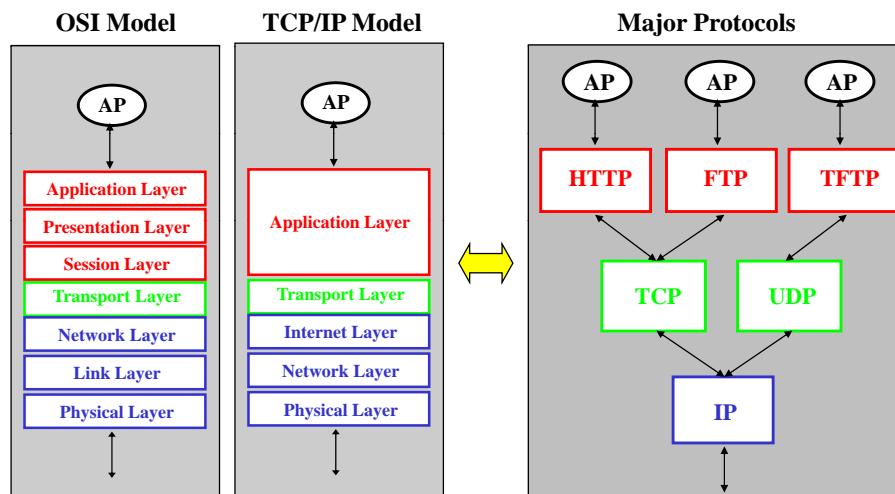 OSI Model
AP
Application Layer
Presentation Layer
Session Layer
Transport Layer
Network Layer
Link Layer
Physical Layer
TCP/IP Model
AP
Application Layer
Transport Layer
Internet Layer
Network Layer
Physical Layer
Major Protocols
AP AP AP
HTTP FTP TFTP
TCP UDP
IP